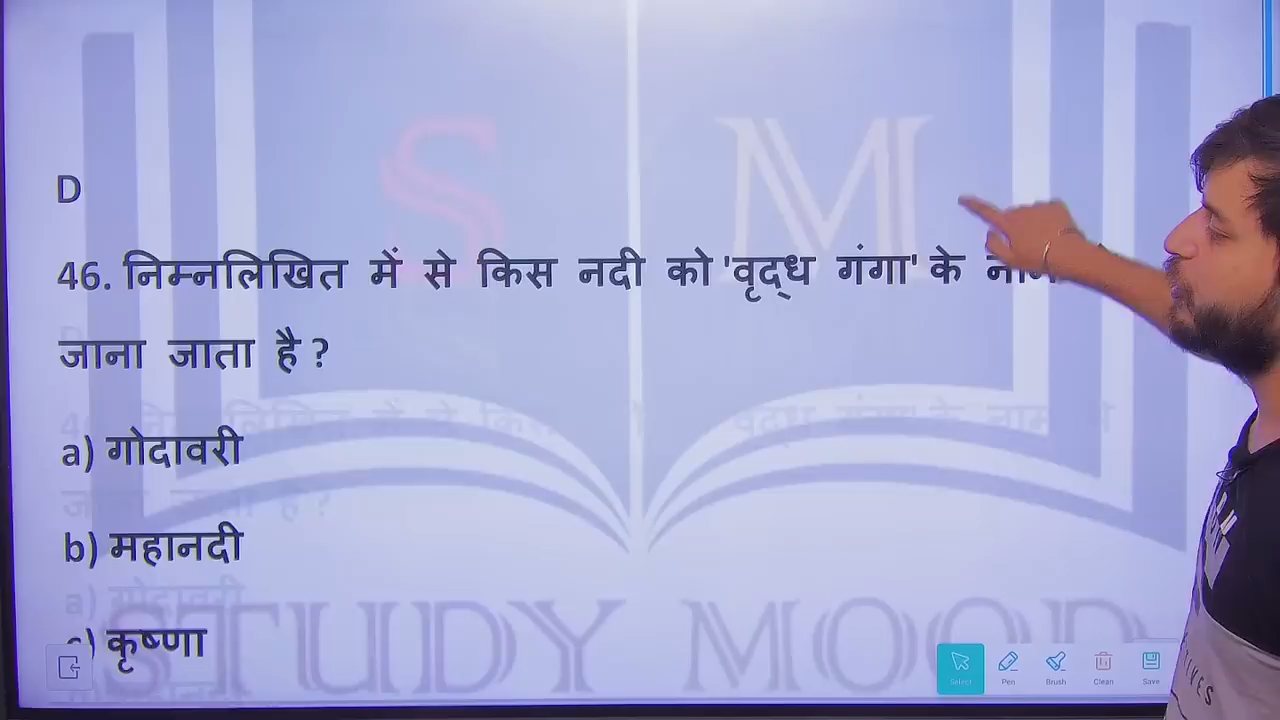 S M
D
46. निम्नलिखित में से किस नदी को 'वृद्ध गंगा' के
जाना जाता है ?
a) गोदावरी
b) महानदी
c) कृष्णा
STUDY MOOD
Select Pen Brush Clean Save